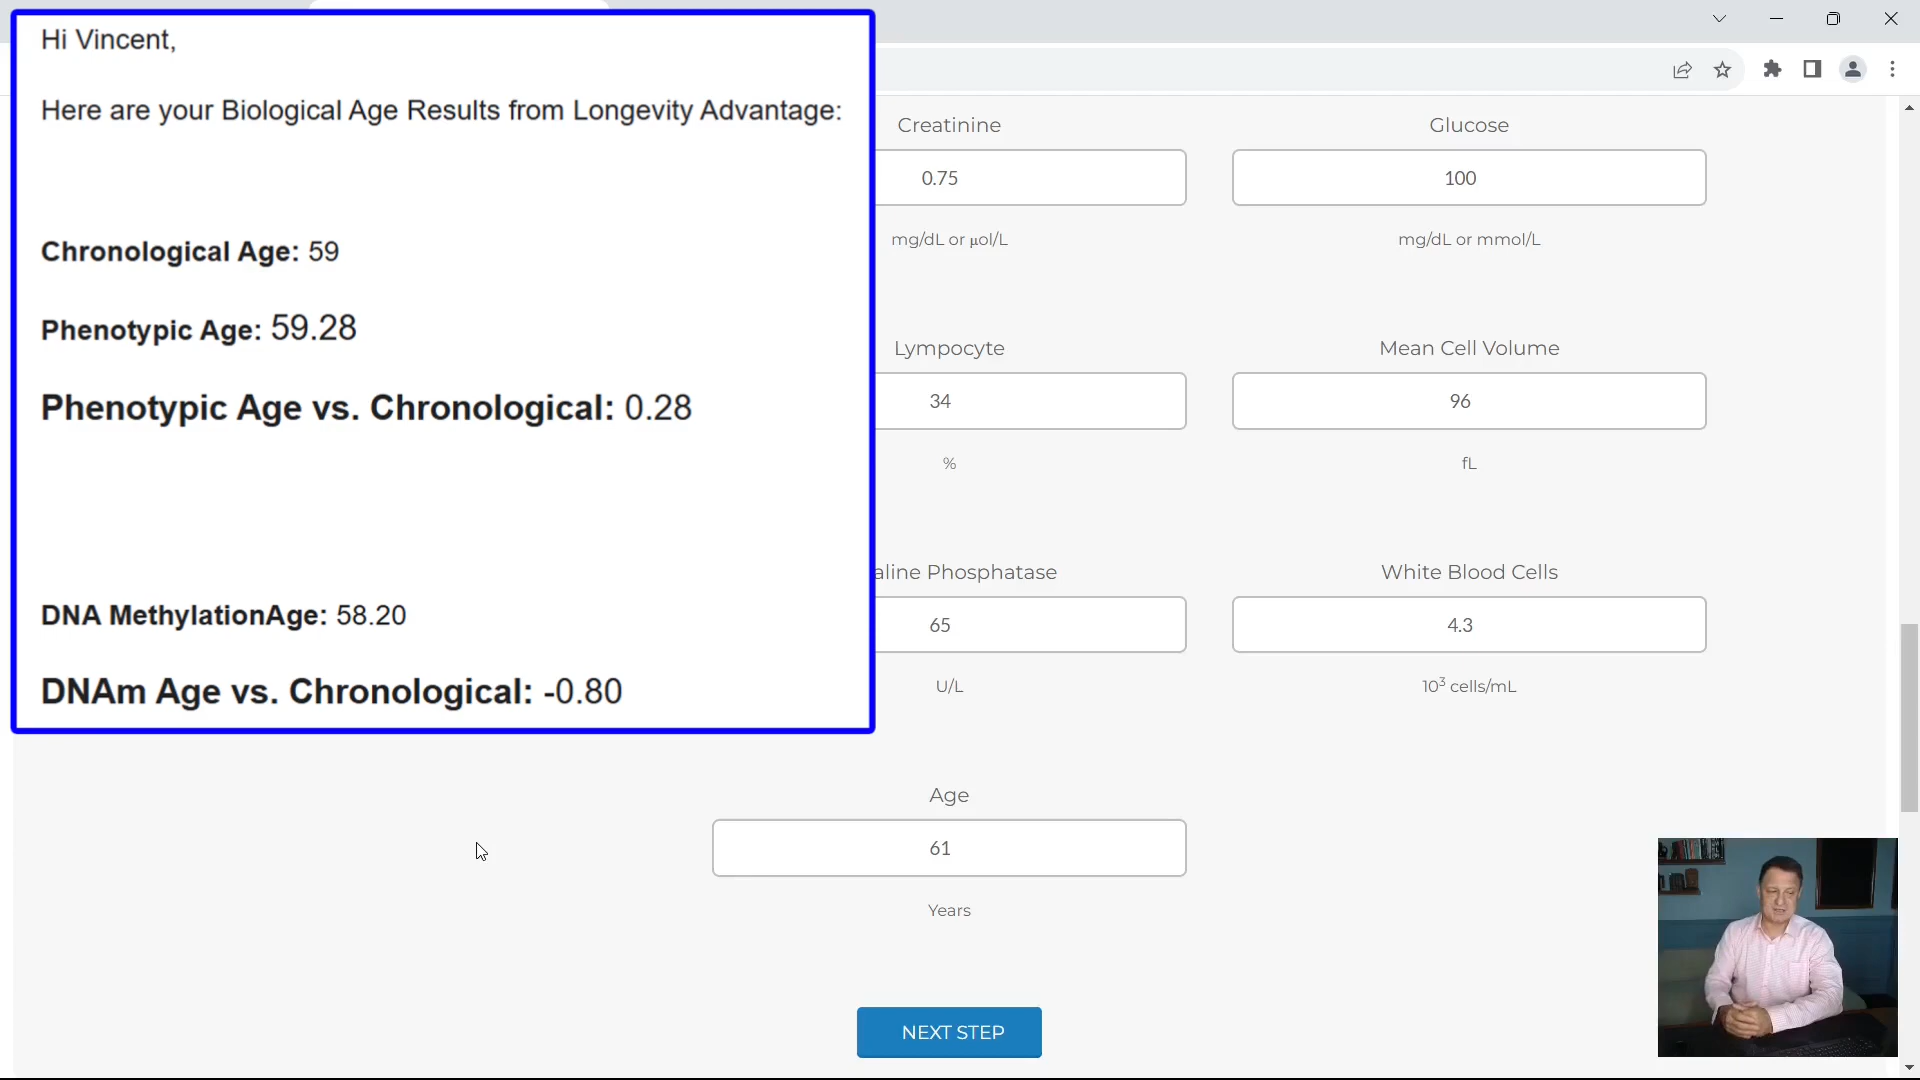 Hi Vincent,
Here are your Biological Age Results from Longevity Advantage:
Chronological Age: 59
Phenotypic Age: 59.28
Phenotypic Age vs. Chronological: 0.28
DNA MethylationAge: 58.20
DNAm Age vs. Chronological: -0.80
Creatinine
0.75
mg/dL or µol/L
Glucose
100
mg/dL or mmol/L
Lympocyte
34
%
Mean Cell Volume
96
fL
aline Phosphatase
65
U/L
White Blood Cells
4.3
10³ cells/mL
Age
61
Years
NEXT STEP